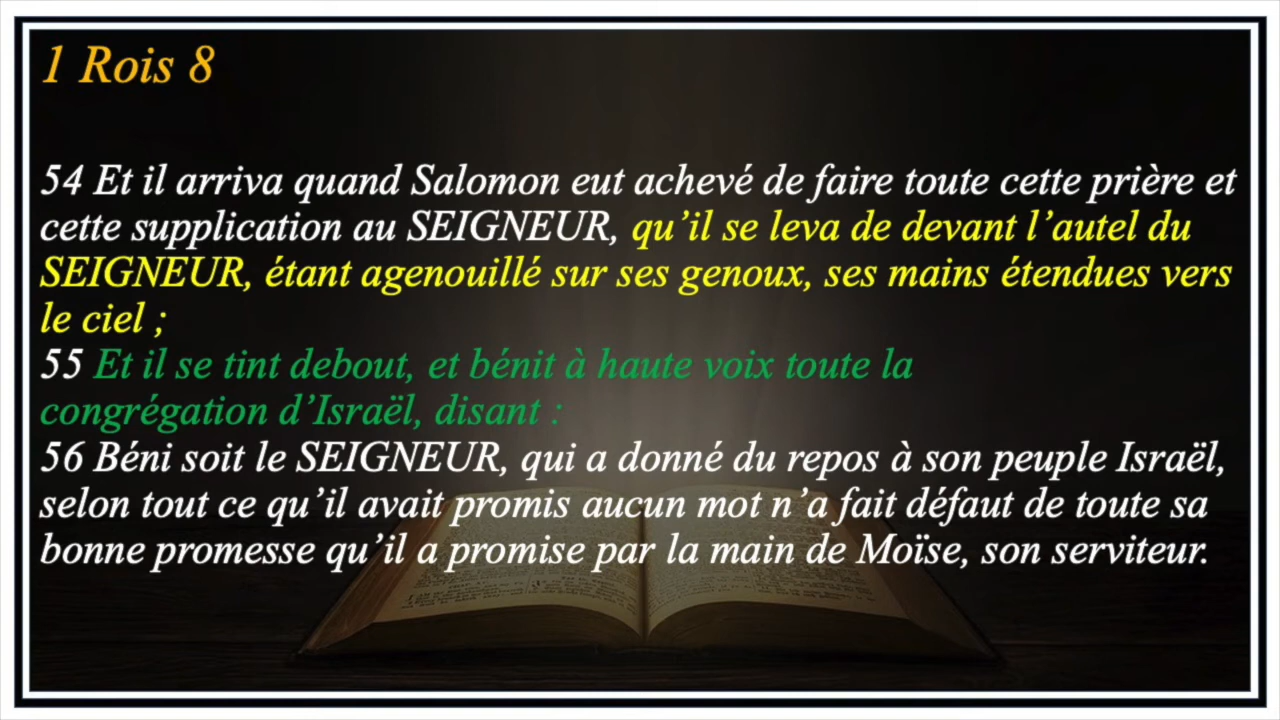 1 Rois 8
54 Et il arriva quand Salomon eut achevé de faire toute cette prière et
cette supplication au SEIGNEUR, qu’il se leva de devant l’autel du
SEIGNEUR, étant agenouillé sur ses genoux, ses mains étendues vers
le ciel ;
55 Et il se tint debout, et bénit à haute voix toute la
congrégation d’Israël, disant :
56 Béni soit le SEIGNEUR, qui a donné du repos à son peuple Israël,
selon tout ce qu’il avait promis aucun mot n’a fait défaut de toute sa
bonne promesse qu’il a promise par la main de Moïse, son serviteur.